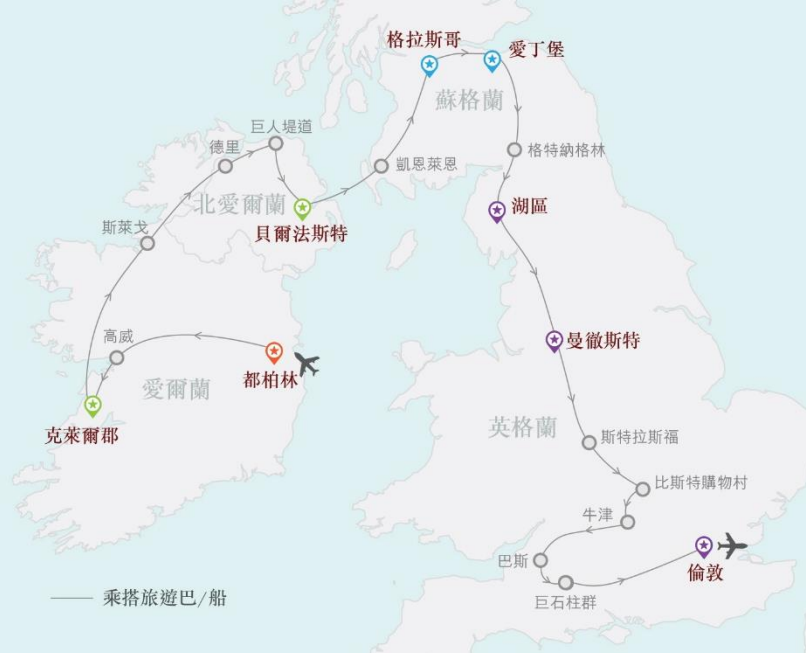 格拉斯哥
愛丁堡
蘇格蘭
巨人堤道
德里
凱恩萊恩
格特納格林
北愛爾蘭
湖區
斯萊戈
貝爾法斯特
高威
曼徹斯特
都柏林
愛爾蘭
克萊爾郡
英格蘭
斯特拉斯福
比斯特購物村
牛津
巴斯
倫敦
乘搭旅遊巴/船
巨石柱群